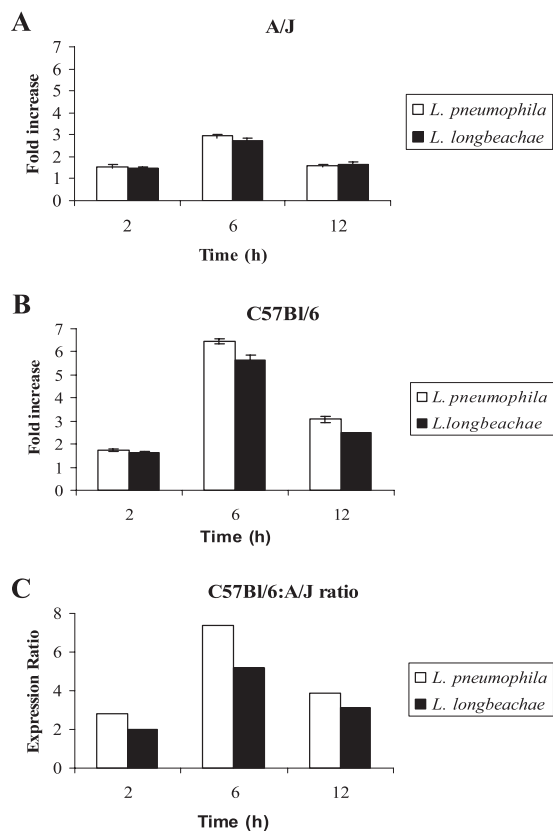 A
A/J
Fold increase
7
6
5
4
3
2
1
0
2 6 12
Time (h)
L. pneumophila
L. longbeachae
B
C57Bl/6
Fold increase
7
6
5
4
3
2
1
0
2 6 12
Time (h)
L. pneumophila
L.longbeachae
C
C57Bl/6:A/J ratio
Expression Ratio
8
6
4
2
0
2 6 12
Time (h)
L. pneumophila
L. longbeachae